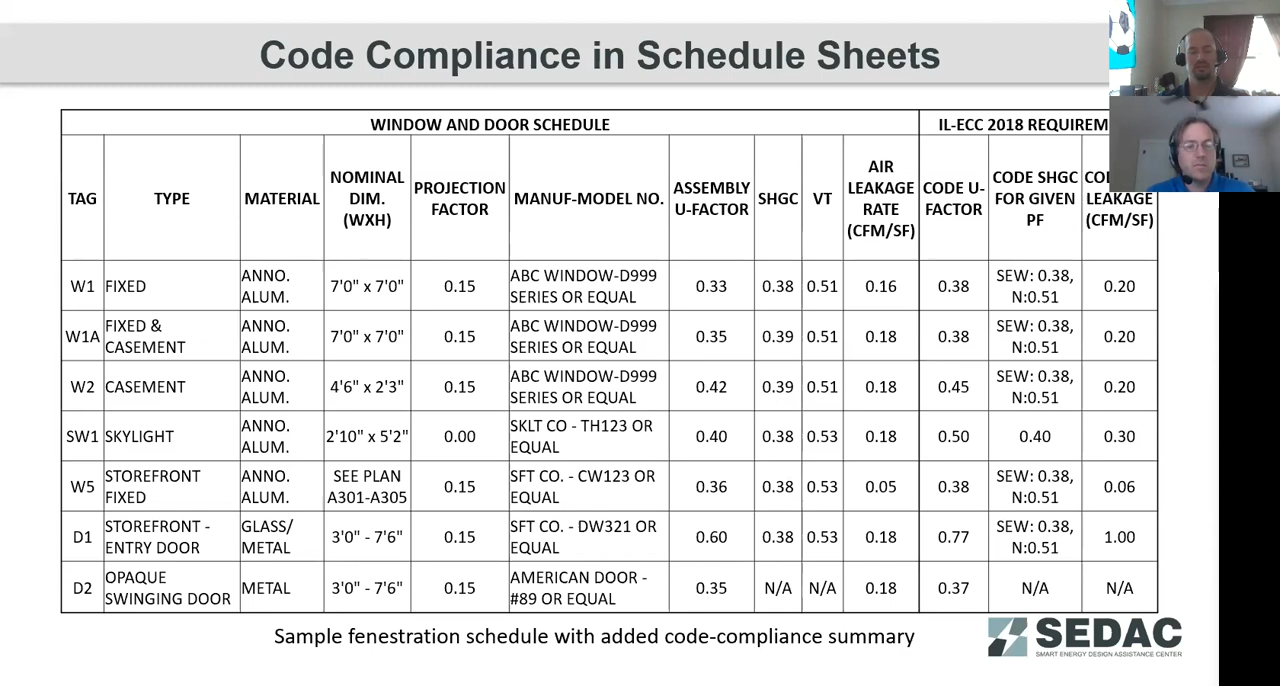 Code Compliance in Schedule Sheets
WINDOW AND DOOR SCHEDULE
IL-ECC 2018
TAG
TYPE
MATERIAL
NOMINAL
DIM.
(WXH)
PROJECTION
FACTOR
MANUF-MODEL NO.
ASSEMBLY
U-FACTOR
SHGC
VT
AIR
LEAKAGE
RATE
(CFM/SF)
CODE U-
FACTOR
CODE SHGC
FOR GIVEN
PF
LEAKAGE
(CFM/SF)
W1
FIXED
ANNO.
ALUM.
7'0" x 7'0"
0.15
ABC WINDOW-D999
SERIES OR EQUAL
0.33
0.38
0.51
0.16
0.38
SEW: 0.38,
N:0.51
0.20
W1A
FIXED &
CASEMENT
ANNO.
ALUM.
7'0" x 7'0"
0.15
ABC WINDOW-D999
SERIES OR EQUAL
0.35
0.39
0.51
0.18
0.38
SEW: 0.38,
N:0.51
0.20
W2
CASEMENT
ANNO.
ALUM.
4'6" x 2'3"
0.15
ABC WINDOW-D999
SERIES OR EQUAL
0.42
0.39
0.51
0.18
0.45
SEW: 0.38,
N:0.51
0.20
SW1
SKYLIGHT
ANNO.
ALUM.
2'10" x 5'2"
0.00
SKLT CO - TH123 OR
EQUAL
0.40
0.38
0.53
0.18
0.50
0.40
0.30
W5
STOREFRONT
FIXED
ANNO.
ALUM.
SEE PLAN
A301-A305
0.15
SFT CO. - CW123 OR
EQUAL
0.36
0.38
0.53
0.05
0.38
SEW: 0.38,
N:0.51
0.06
D1
STOREFRONT -
ENTRY DOOR
GLASS/
METAL
3'0" - 7'6"
0.15
SFT CO. - DW321 OR
EQUAL
0.60
0.38
0.53
0.18
0.77
SEW: 0.38,
N:0.51
1.00
D2
OPAQUE
SWINGING DOOR
METAL
3'0" - 7'6"
0.15
AMERICAN DOOR -
#89 OR EQUAL
0.35
N/A
N/A
0.18
0.37
N/A
N/A
Sample fenestration schedule with added code-compliance summary
SEDAC
SMART ENERGY DESIGN ASSISTANCE CENTER